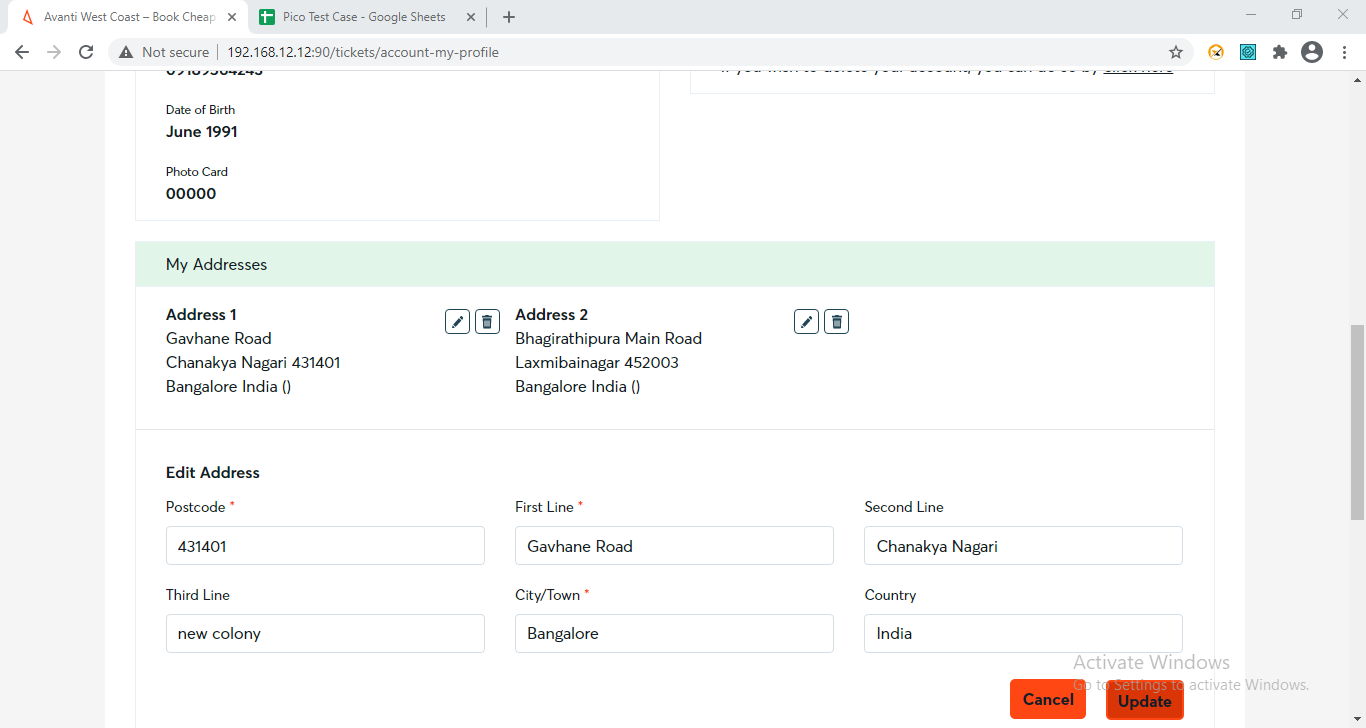 Avanti West Coast – Book Cheap
Pico Test Case - Google Sheets
Not secure
192.168.12.12:90/tickets/account-my-profile
Date of Birth
June 1991
Photo Card
00000
My Addresses
Address 1
Gavhane Road
Chanakya Nagari 431401
Bangalore India ()
Address 2
Bhagirathipura Main Road
Laxmibainagar 452003
Bangalore India ()
Edit Address
Postcode * First Line * Second Line
431401 Gavhane Road Chanakya Nagari
Third Line City/Town * Country
new colony Bangalore India
Activate Windows
Go to Settings to activate Windows.
Cancel Update